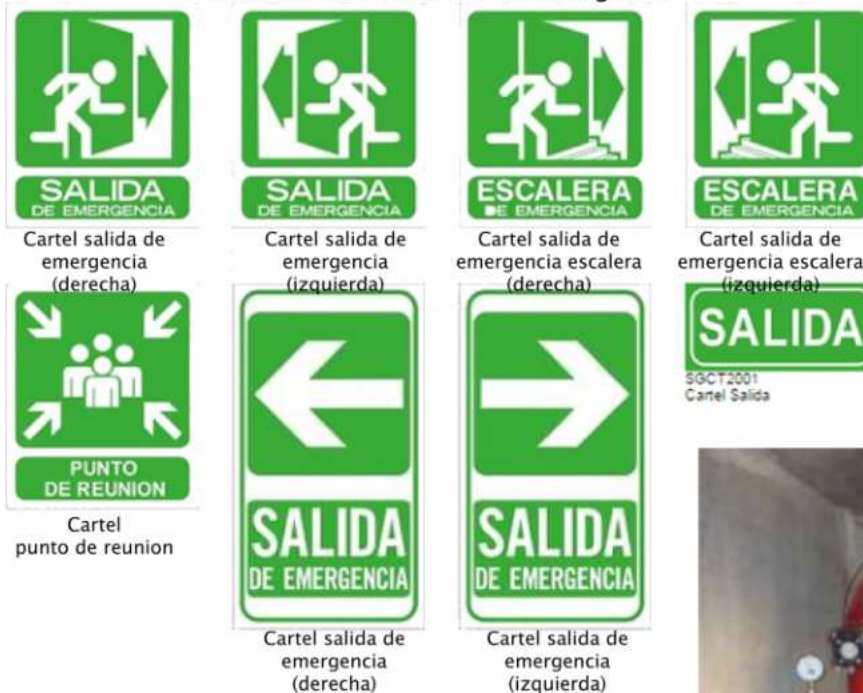 SALIDA
DE EMERGENCIA
SALIDA
DE EMERGENCIA
ESCALERA
DE EMERGENCIA
ESCALERA
DE EMERGENCIA
Cartel salida de
emergencia
(derecha)
Cartel salida de
emergencia
(izquierda)
Cartel salida de
emergencia escalera
(derecha)
Cartel salida de
emergencia escalera
(izquierda)
PUNTO
DE REUNION
Cartel
punto de reunion
SALIDA
DE EMERGENCIA
Cartel salida de
emergencia
(derecha)
SALIDA
DE EMERGENCIA
Cartel salida de
emergencia
(izquierda)
SALIDA
SGCT2001
Cartel Salida